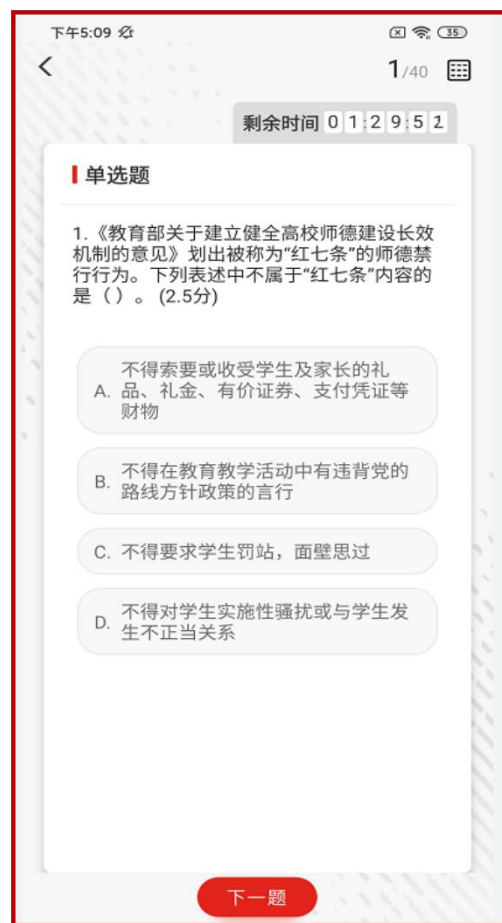 下午5:09
35
1/40
剩余时间 01:29:52
单选题
1.《教育部关于建立健全高校师德建设长效
机制的意见》划出被称为“红七条”的师德禁
行行为。下列表述中不属于“红七条”内容的
是（ ）。 (2.5分)
不得索要或收受学生及家长的礼
A. 品、礼金、有价证券、支付凭证等
财物
B. 不得在教育教学活动中有违背党的
路线方针政策的言行
C. 不得要求学生罚站，面壁思过
D. 不得对学生实施性骚扰或与学生发
生不正当关系
下一题